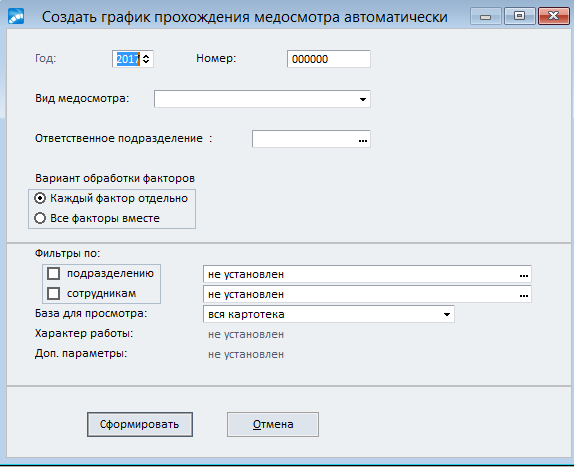 Создать график прохождения медосмотра автоматически
Год: 2017 Номер: 000000
Вид медосмотра:
Ответственное подразделение : ...
Вариант обработки факторов
Каждый фактор отдельно
Все факторы вместе
Фильтры по:
подразделению не установлен ...
сотрудникам не установлен ...
База для просмотра: вся картотека
Характер работы: не установлен
Доп. параметры: не установлен
Сформировать Отмена